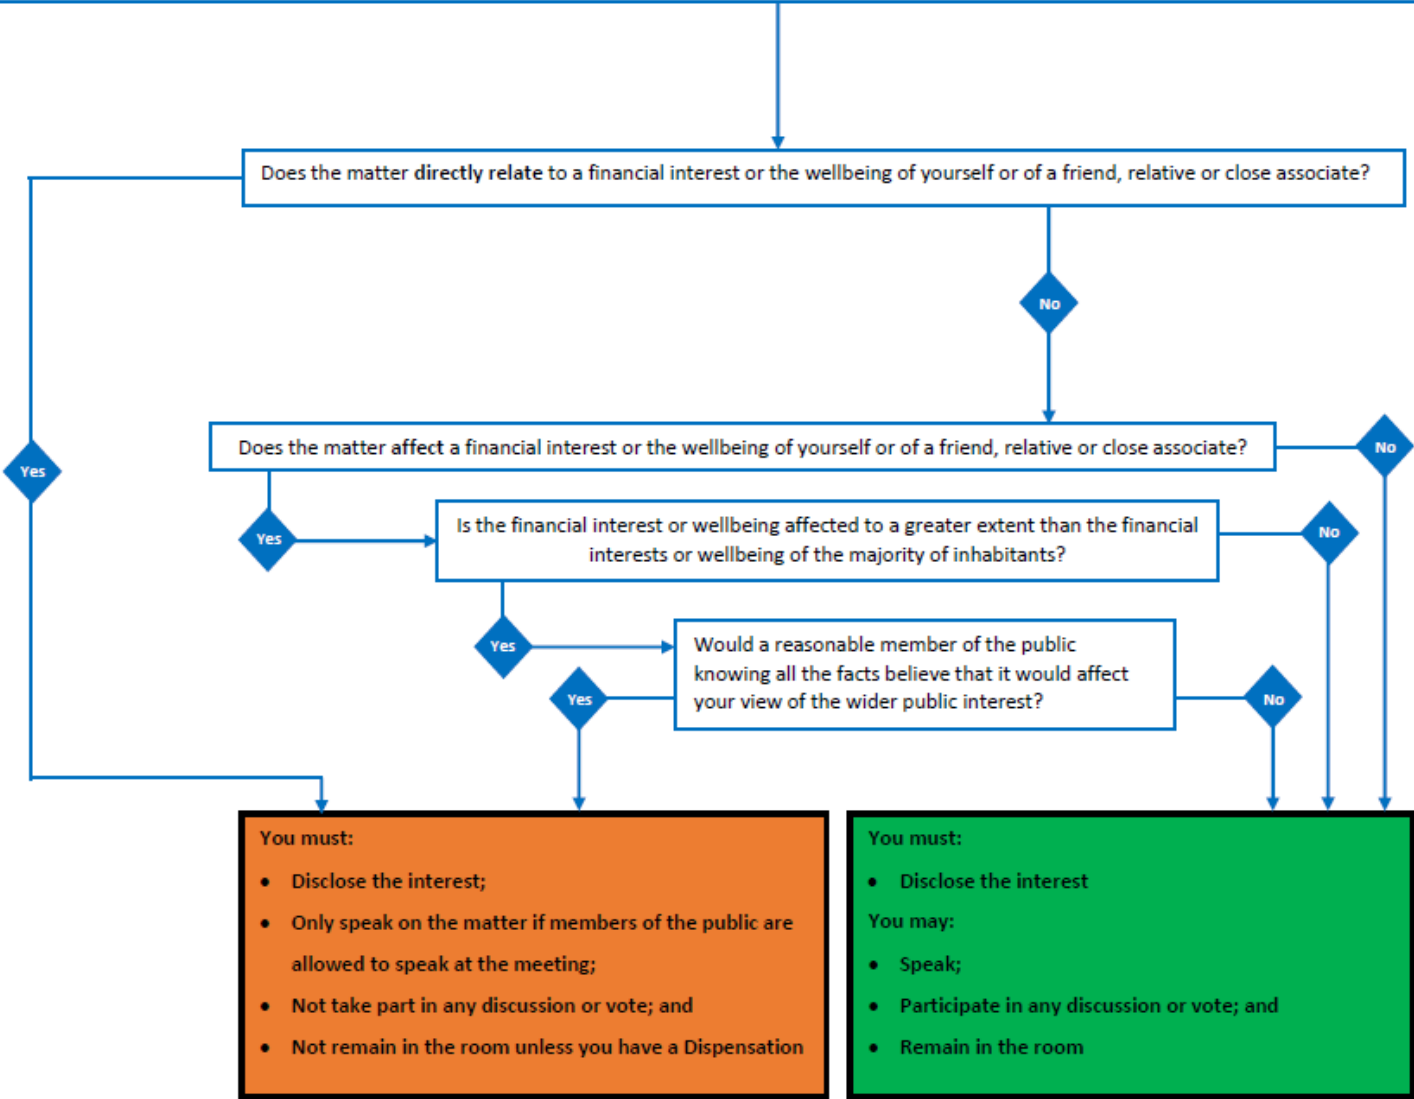 Does the matter directly relate to a financial interest or the wellbeing of yourself or of a friend, relative or close associate?
No
Yes
Does the matter affect a financial interest or the wellbeing of yourself or of a friend, relative or close associate?
No
Yes
Is the financial interest or wellbeing affected to a greater extent than the financial
interests or wellbeing of the majority of inhabitants?
No
Yes
Would a reasonable member of the public
knowing all the facts believe that it would affect
your view of the wider public interest?
Yes
No
You must:
• Disclose the interest;
• Only speak on the matter if members of the public are
allowed to speak at the meeting;
• Not take part in any discussion or vote; and
• Not remain in the room unless you have a Dispensation
You must:
• Disclose the interest
You may:
• Speak;
• Participate in any discussion or vote; and
• Remain in the room